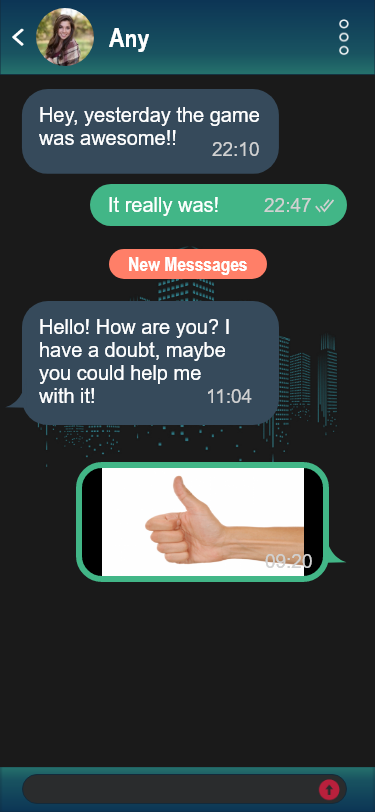 Any
Hey, yesterday the game
was awesome!!
22:10
It really was! 22:47
New Messsages
Hello! How are you? I
have a doubt, maybe
you could help me
with it! 11:04
09:20